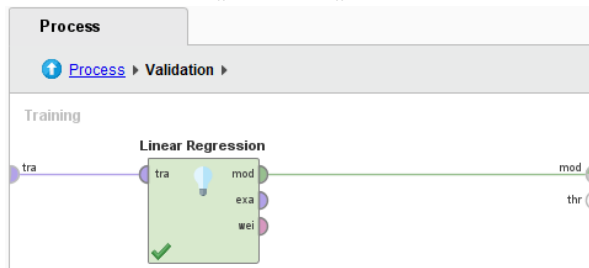 Process
Process ▸ Validation ▸
Training
Linear Regression
tra
tra mod
mod
exa
thr
wei